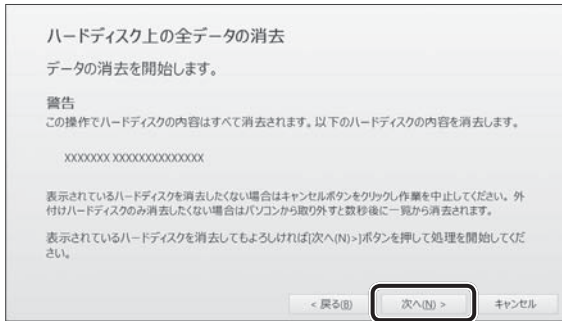 ハードディスク上の全データの消去
データの消去を開始します。
警告
この操作でハードディスクの内容はすべて消去されます。以下のハードディスクの内容を消去します。
XXXXXXX XXXXXXXXXXXXXX
表示されているハードディスクを消去したくない場合はキャンセルボタンをクリックし作業を中止してください。外
付けハードディスクのみ消去したくない場合はパソコンから取り外すと数秒後に一覧から消去されます。
表示されているハードディスクを消去してもよろしければ[次へ(N)>]ボタンを押して処理を開始してくだ
さい。
< 戻る(B) 次へ(N) > キャンセル